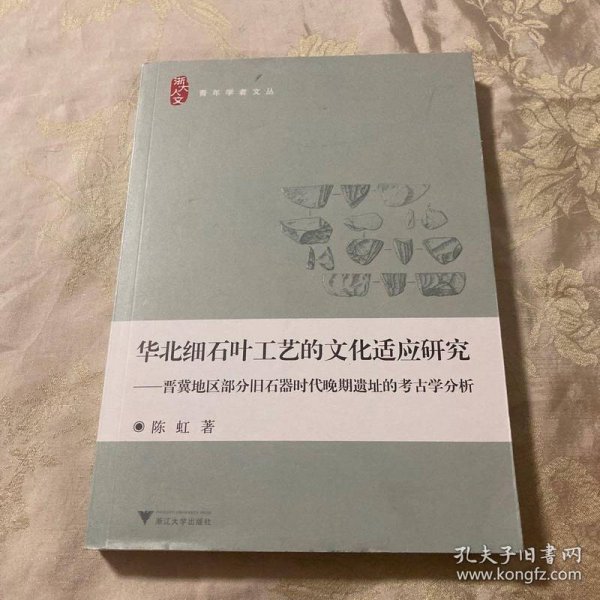 浙大人文
青年学者文丛
华北细石叶工艺的文化适应研究
——晋冀地区部分旧石器时代晚期遗址的考古学分析
◉ 陈 虹 著
浙江大学出版社
孔夫子旧书网
www.kongfz.com